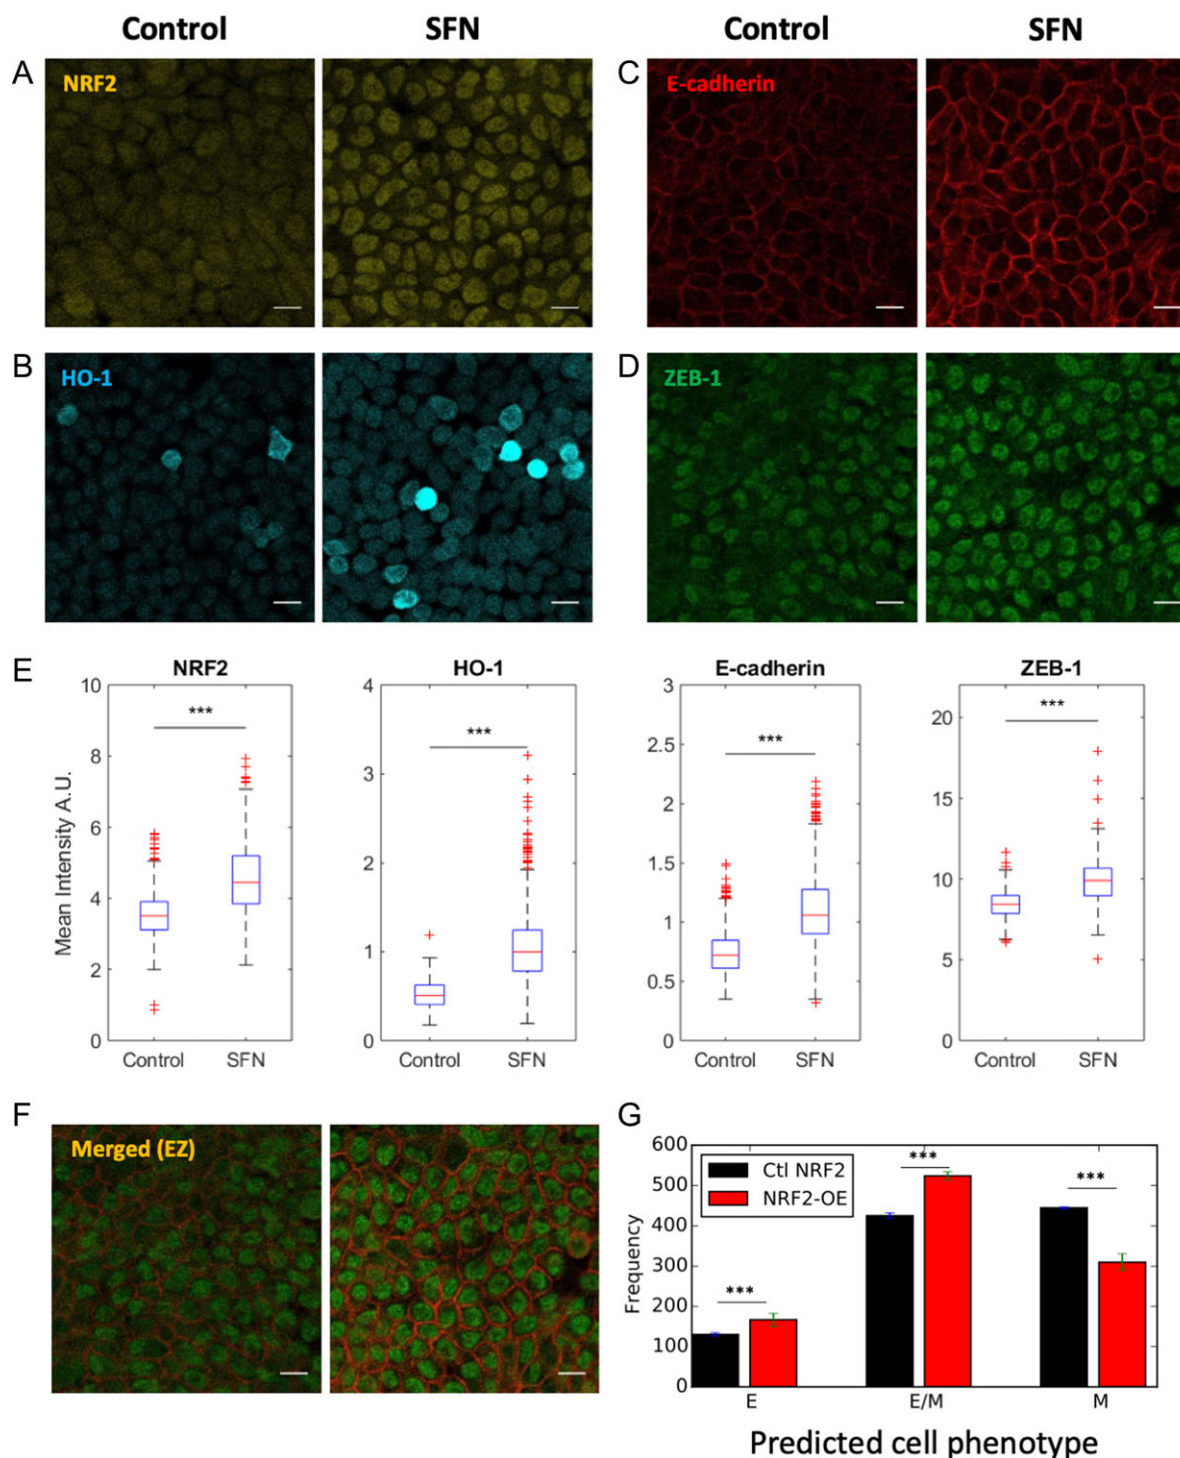 Control SFN Control SFN
A NRF2 C E-cadherin
B HO-1 D ZEB-1
E NRF2 HO-1 E-cadherin ZEB-1
Mean Intensity A.U.
10
8
6
4
2
0
***
Control SFN
4
3
2
1
0
***
Control SFN
3
2.5
2
1.5
1
0.5
0
***
Control SFN
20
15
10
5
0
***
Control SFN
F Merged (EZ)
G
Frequency
600
500
400
300
200
100
0
Ctl NRF2
NRF2-OE
***
***
***
E E/M M
Predicted cell phenotype